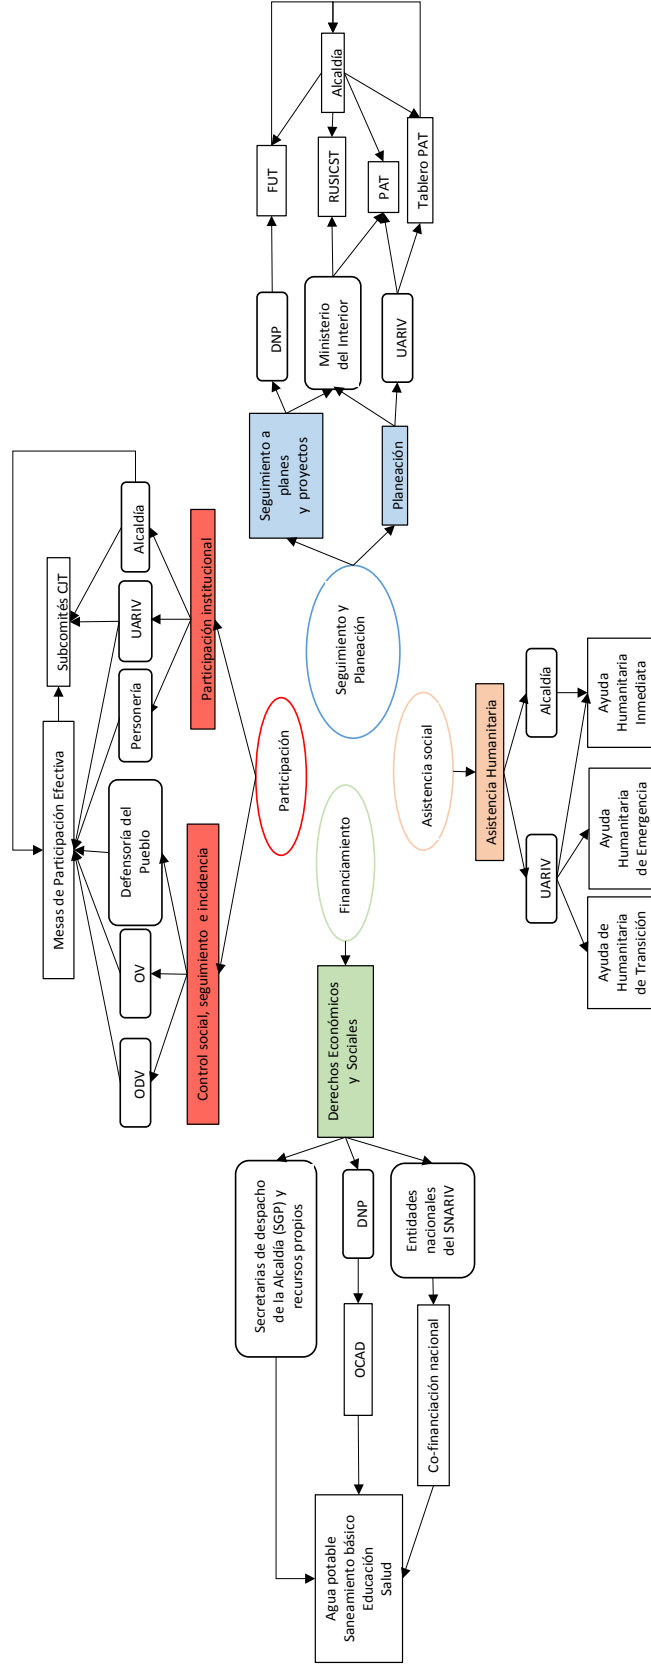 Mesas de Participación Efectiva
Subcomités CJT
ODV
OV
Defensoría del
Pueblo
Personería
UARIV
Alcaldía
Control social, seguimiento e incidencia
Participación institucional
Participación
Secretarias de despacho
de la Alcaldía (SGP) y
recursos propios
DNP
Entidades
nacionales
del SNARIV
OCAD
Co-financiación nacional
Agua potable
Saneamiento básico
Educación
Salud
Derechos Económicos
y Sociales
Financiamiento
Seguimiento y
Planeación
Seguimiento a
planes
y proyectos
Planeación
DNP
Ministerio
del Interior
UARIV
FUT
RUSICST
PAT
Tablero PAT
Alcaldía
Asistencia social
Asistencia Humanitaria
UARIV
Alcaldía
Ayuda de
Humanitaria
de Transición
Ayuda
Humanitaria
de Emergencia
Ayuda
Humanitaria
Inmediata